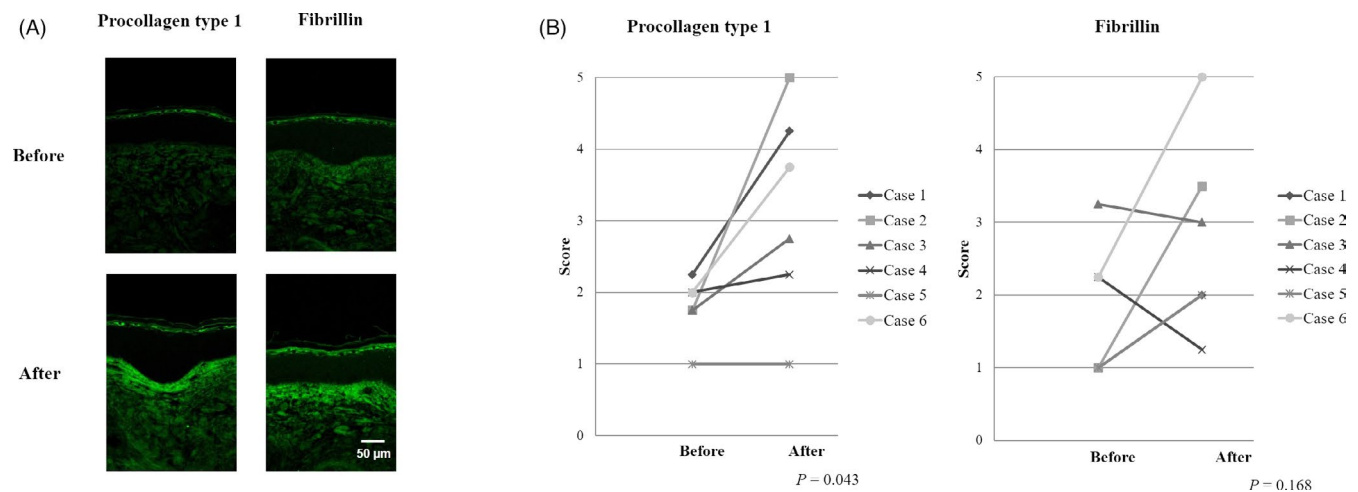 (A)
Procollagen type 1
Fibrillin
Before
After
50 µm
(B)
Procollagen type 1
5
4
3
2
1
0
Score
Before
After
Case 1
Case 2
Case 3
Case 4
Case 5
Case 6
P = 0.043
Fibrillin
5
4
3
2
1
0
Score
Before
After
Case 1
Case 2
Case 3
Case 4
Case 5
Case 6
P = 0.168